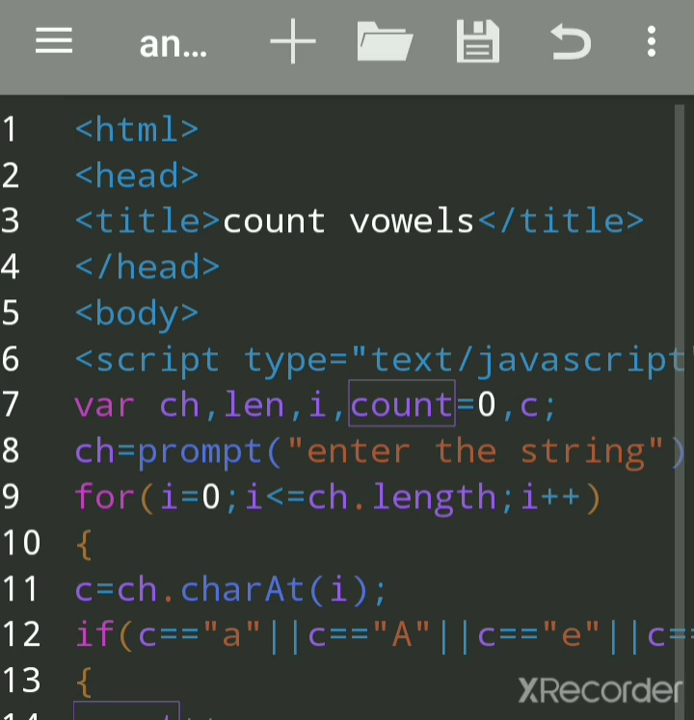 an...
1 <html>
2 <head>
3 <title>count vowels</title>
4 </head>
5 <body>
6 <script type="text/javascript"
7 var ch,len,i,count=0,c;
8 ch=prompt("enter the string")
9 for(i=0;i<=ch.length;i++)
10 {
11 c=ch.charAt(i);
12 if(c=="a"||c=="A"||c=="e"||c==
13 {
XRecorder